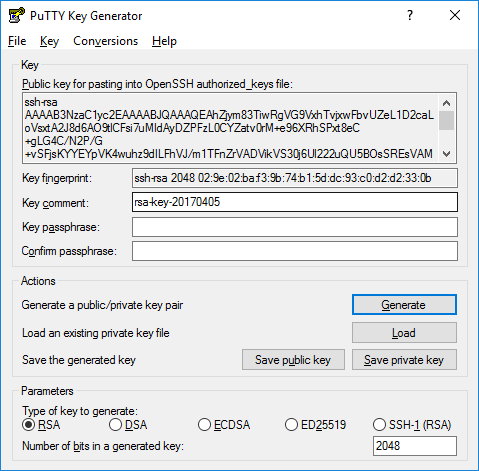 PuTTY Key Generator
File Key Conversions Help
Key
Public key for pasting into OpenSSH authorized_keys file:
ssh-rsa
AAAAB3NzaC1yc2EAAAABJQAAAQEAhZjym83TiwRgVG9VxhTvjxwFbvUZeL1D2caL
oVsxtA2J8d6AO9tICFsi7uMIdAyDZPFzL0CYZatv0rM+e96XRhSPxt8eC
+gLG4C/N2P/G
+vSFjsKYYEYpVK4wuhz9dILFhVJ/m1TFnZrVADVikVS30j6Ul222uQU5BOsSREsVAM
Key fingerprint: ssh-rsa 2048 02:9e:02:ba:f3:9b:74:b1:5d:dc:93:c0:d2:d2:33:0b
Key comment: rsa-key-20170405
Key passphrase:
Confirm passphrase:
Actions
Generate a public/private key pair Generate
Load an existing private key file Load
Save the generated key Save public key Save private key
Parameters
Type of key to generate:
RSA DSA ECDSA ED25519 SSH-1 (RSA)
Number of bits in a generated key: 2048